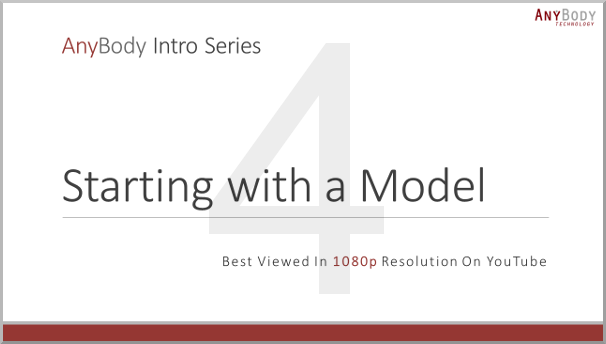 ANYBODY
TECHNOLOGY
AnyBody Intro Series
4
Starting with a Model
Best Viewed In 1080p Resolution On YouTube